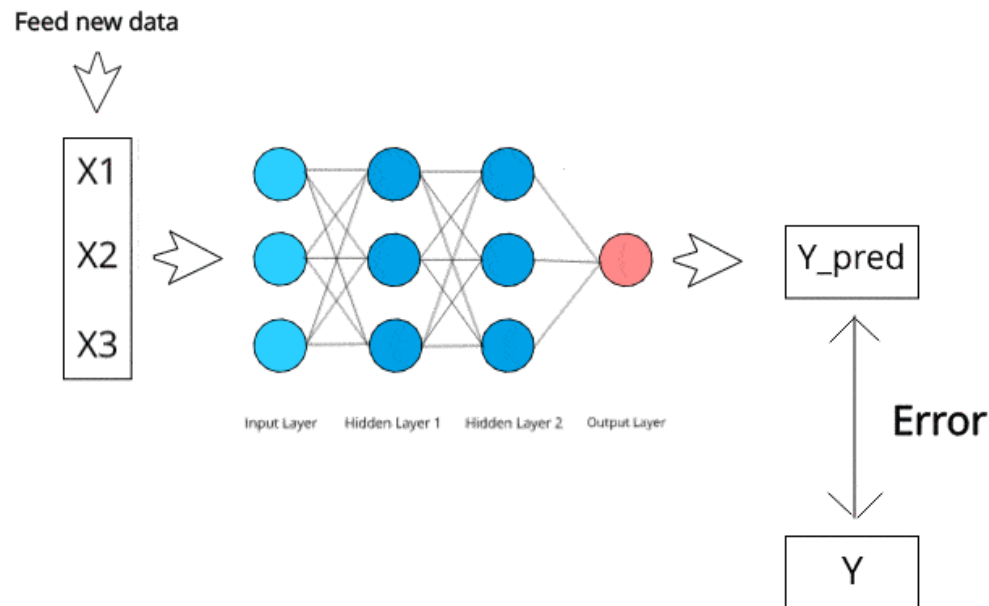 Feed new data
X1
X2
X3
Input Layer
Hidden Layer 1
Hidden Layer 2
Output Layer
Y_pred
Error
Y